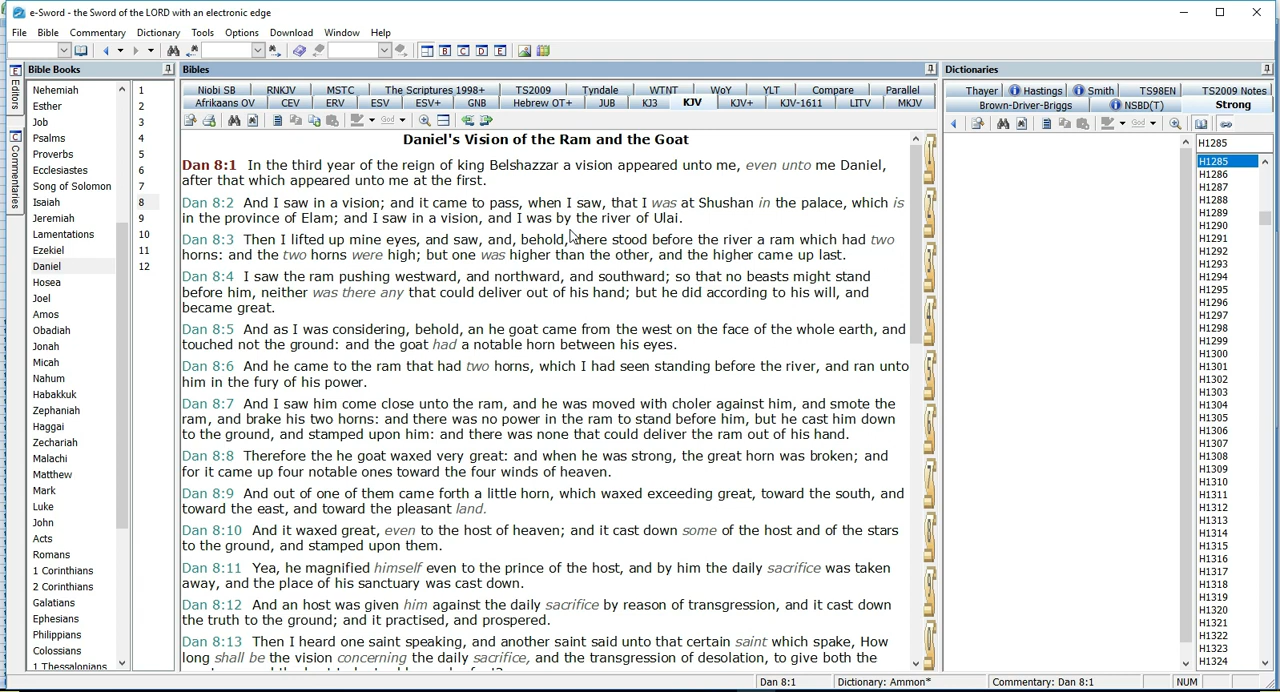 e-Sword - the Sword of the LORD with an electronic edge
File Bible Commentary Dictionary Tools Options Download Window Help
B C D E
Editors
Commentaries
Bible Books
Nehemiah
Esther
Job
Psalms
Proverbs
Ecclesiastes
Song of Solomon
Isaiah
Jeremiah
Lamentations
Ezekiel
Daniel
Hosea
Joel
Amos
Obadiah
Jonah
Micah
Nahum
Habakkuk
Zephaniah
Haggai
Zechariah
Malachi
Matthew
Mark
Luke
John
Acts
Romans
1 Corinthians
2 Corinthians
Galatians
Ephesians
Philippians
Colossians
1 Thessalonians
1
2
3
4
5
6
7
8
9
10
11
12
Bibles
Niobi SB RNKJV MSTC The Scriptures 1998+ TS2009 Tyndale WTNT WoY YLT Compare Parallel
Afrikaans OV CEV ERV ESV ESV+ GNB Hebrew OT+ JUB KJ3 KJV KJV+ KJV-1611 LITV MKJV
God
Daniel's Vision of the Ram and the Goat
Dan 8:1 In the third year of the reign of king Belshazzar a vision appeared unto me, even unto me Daniel,
after that which appeared unto me at the first.
Dan 8:2 And I saw in a vision; and it came to pass, when I saw, that I was at Shushan in the palace, which is
in the province of Elam; and I saw in a vision, and I was by the river of Ulai.
Dan 8:3 Then I lifted up mine eyes, and saw, and, behold, there stood before the river a ram which had two
horns: and the two horns were high; but one was higher than the other, and the higher came up last.
Dan 8:4 I saw the ram pushing westward, and northward, and southward; so that no beasts might stand
before him, neither was there any that could deliver out of his hand; but he did according to his will, and
became great.
Dan 8:5 And as I was considering, behold, an he goat came from the west on the face of the whole earth, and
touched not the ground: and the goat had a notable horn between his eyes.
Dan 8:6 And he came to the ram that had two horns, which I had seen standing before the river, and ran unto
him in the fury of his power.
Dan 8:7 And I saw him come close unto the ram, and he was moved with choler against him, and smote the
ram, and brake his two horns: and there was no power in the ram to stand before him, but he cast him down
to the ground, and stamped upon him: and there was none that could deliver the ram out of his hand.
Dan 8:8 Therefore the he goat waxed very great: and when he was strong, the great horn was broken; and
for it came up four notable ones toward the four winds of heaven.
Dan 8:9 And out of one of them came forth a little horn, which waxed exceeding great, toward the south, and
toward the east, and toward the pleasant land.
Dan 8:10 And it waxed great, even to the host of heaven; and it cast down some of the host and of the stars
to the ground, and stamped upon them.
Dan 8:11 Yea, he magnified himself even to the prince of the host, and by him the daily sacrifice was taken
away, and the place of his sanctuary was cast down.
Dan 8:12 And an host was given him against the daily sacrifice by reason of transgression, and it cast down
the truth to the ground; and it practised, and prospered.
Dan 8:13 Then I heard one saint speaking, and another saint said unto that certain saint which spake, How
long shall be the vision concerning the daily sacrifice, and the transgression of desolation, to give both the
Dictionaries
Thayer Hastings Smith TS98EN TS2009 Notes
Brown-Driver-Briggs NSBD(T) Strong
God
H1285
H1285
H1286
H1287
H1288
H1289
H1290
H1291
H1292
H1293
H1294
H1295
H1296
H1297
H1298
H1299
H1300
H1301
H1302
H1303
H1304
H1305
H1306
H1307
H1308
H1309
H1310
H1311
H1312
H1313
H1314
H1315
H1316
H1317
H1318
H1319
H1320
H1321
H1322
H1323
H1324
Dan 8:1 Dictionary: Ammon* Commentary: Dan 8:1 NUM